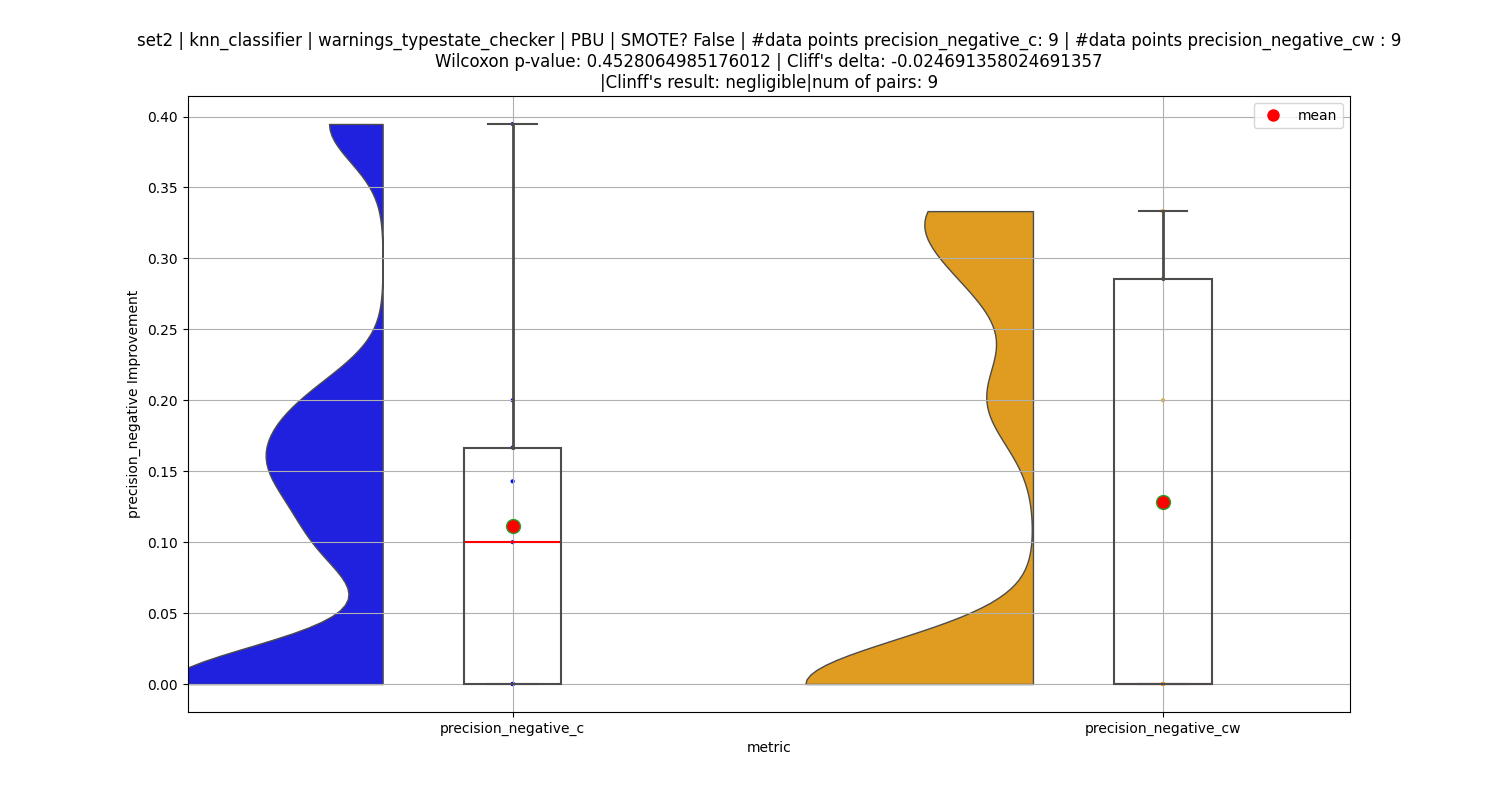 set2 | knn_classifier | warnings_typestate_checker | PBU | SMOTE? False | #data points precision_negative_c: 9 | #data points precision_negative_cw : 9
Wilcoxon p-value: 0.4528064985176012 | Cliff's delta: -0.024691358024691357
|Clinff's result: negligible|num of pairs: 9
mean
0.40
0.35
0.30
0.25
0.20
0.15
0.10
0.05
0.00
precision_negative Improvement
precision_negative_c
precision_negative_cw
metric